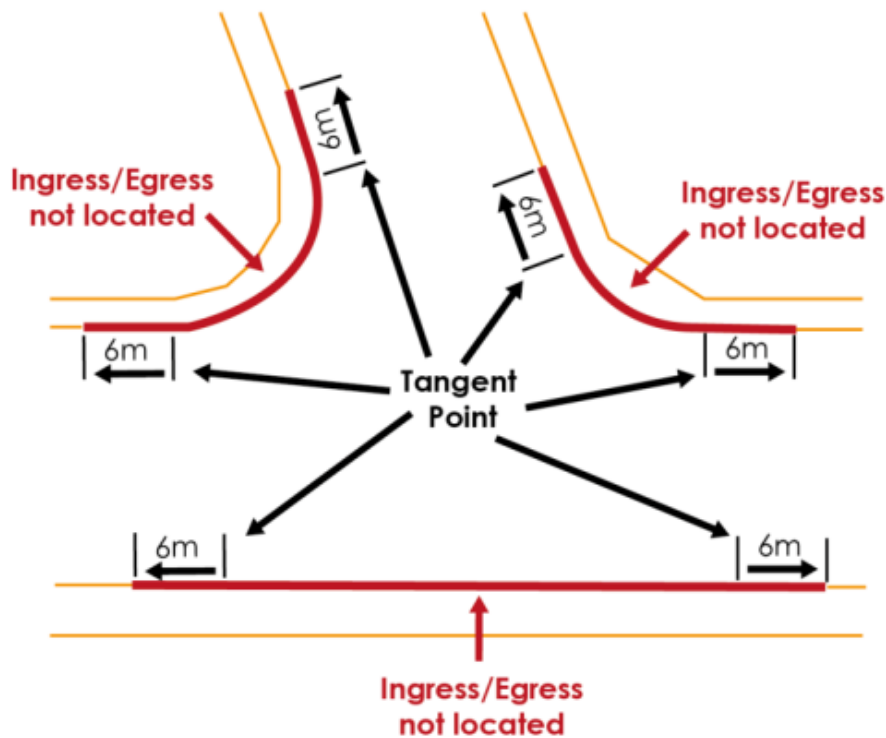 6m
Ingress/Egress
not located
6m
Ingress/Egress
not located
6m
6m
Tangent
Point
6m
6m
Ingress/Egress
not located